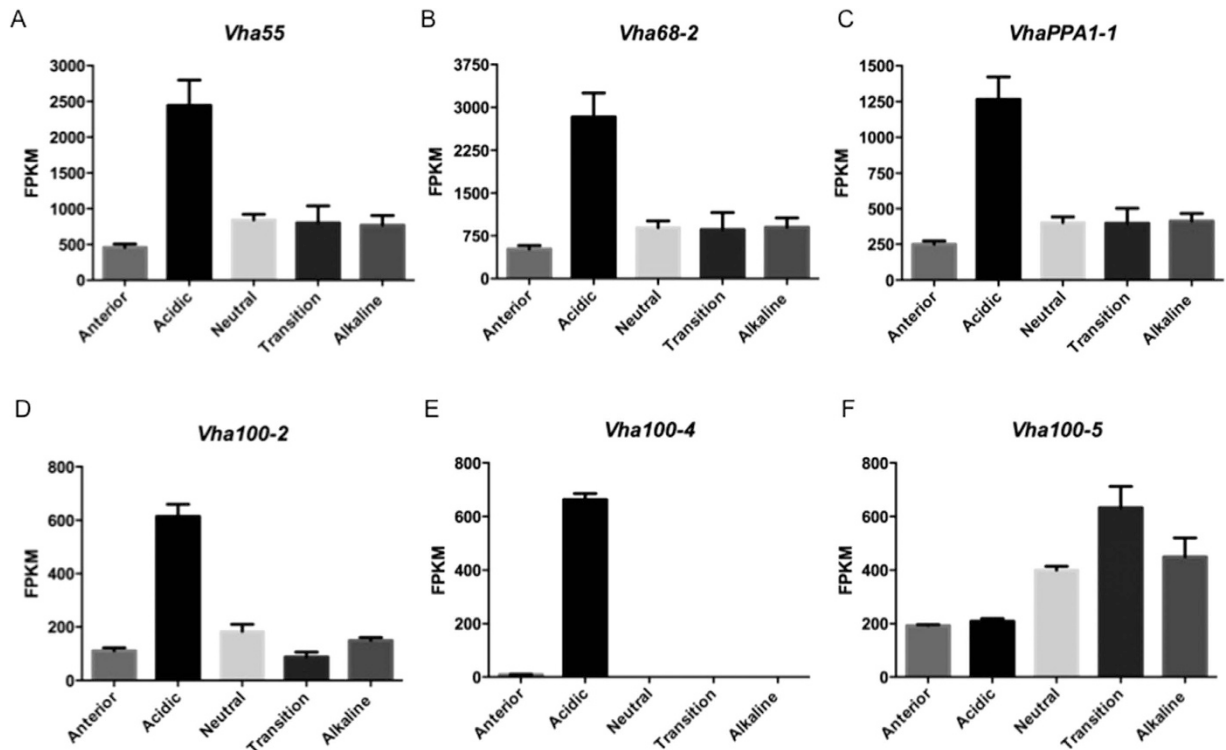 A
Vha55
3000
2500
2000
1500
1000
500
0
FPKM
Anterior
Acidic
Neutral
Transition
Alkaline
B
Vha68-2
3750
3000
2250
1500
750
0
FPKM
Anterior
Acidic
Neutral
Transition
Alkaline
C
VhaPPA1-1
1500
1250
1000
750
500
250
0
FPKM
Anterior
Acidic
Neutral
Transition
Alkaline
D
Vha100-2
800
600
400
200
0
FPKM
Anterior
Acidic
Neutral
Transition
Alkaline
E
Vha100-4
800
600
400
200
0
FPKM
Anterior
Acidic
Neutral
Transition
Alkaline
F
Vha100-5
800
600
400
200
0
FPKM
Anterior
Acidic
Neutral
Transition
Alkaline